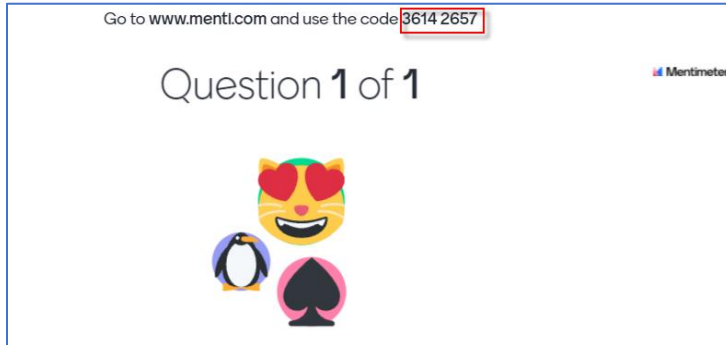 Go to www.menti.com and use the code 3614 2657
Question 1 of 1
Mentimeter